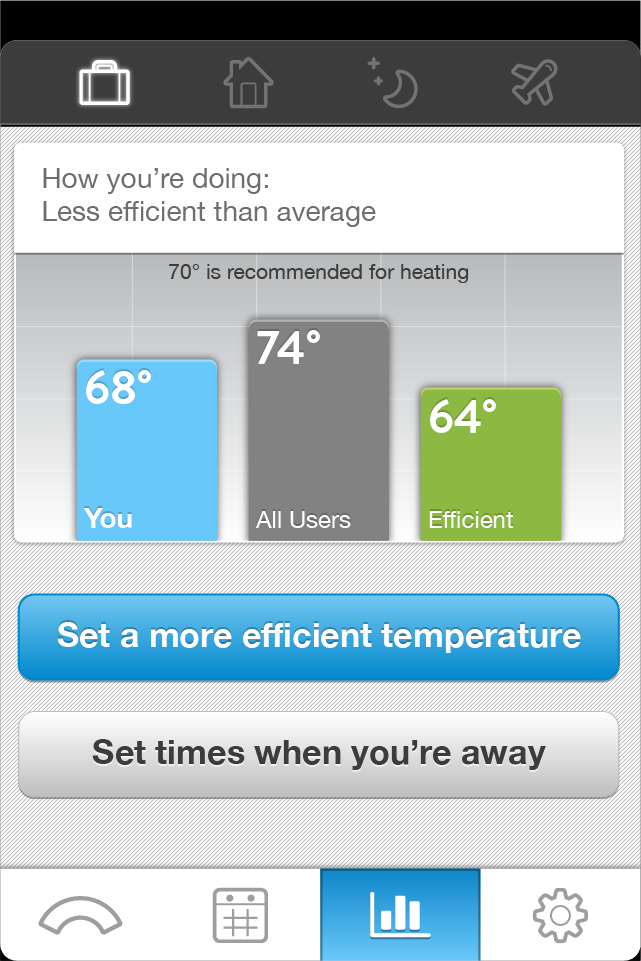 How you’re doing:
Less efficient than average
70° is recommended for heating
68°
74°
64°
You
All Users
Efficient
Set a more efficient temperature
Set times when you’re away